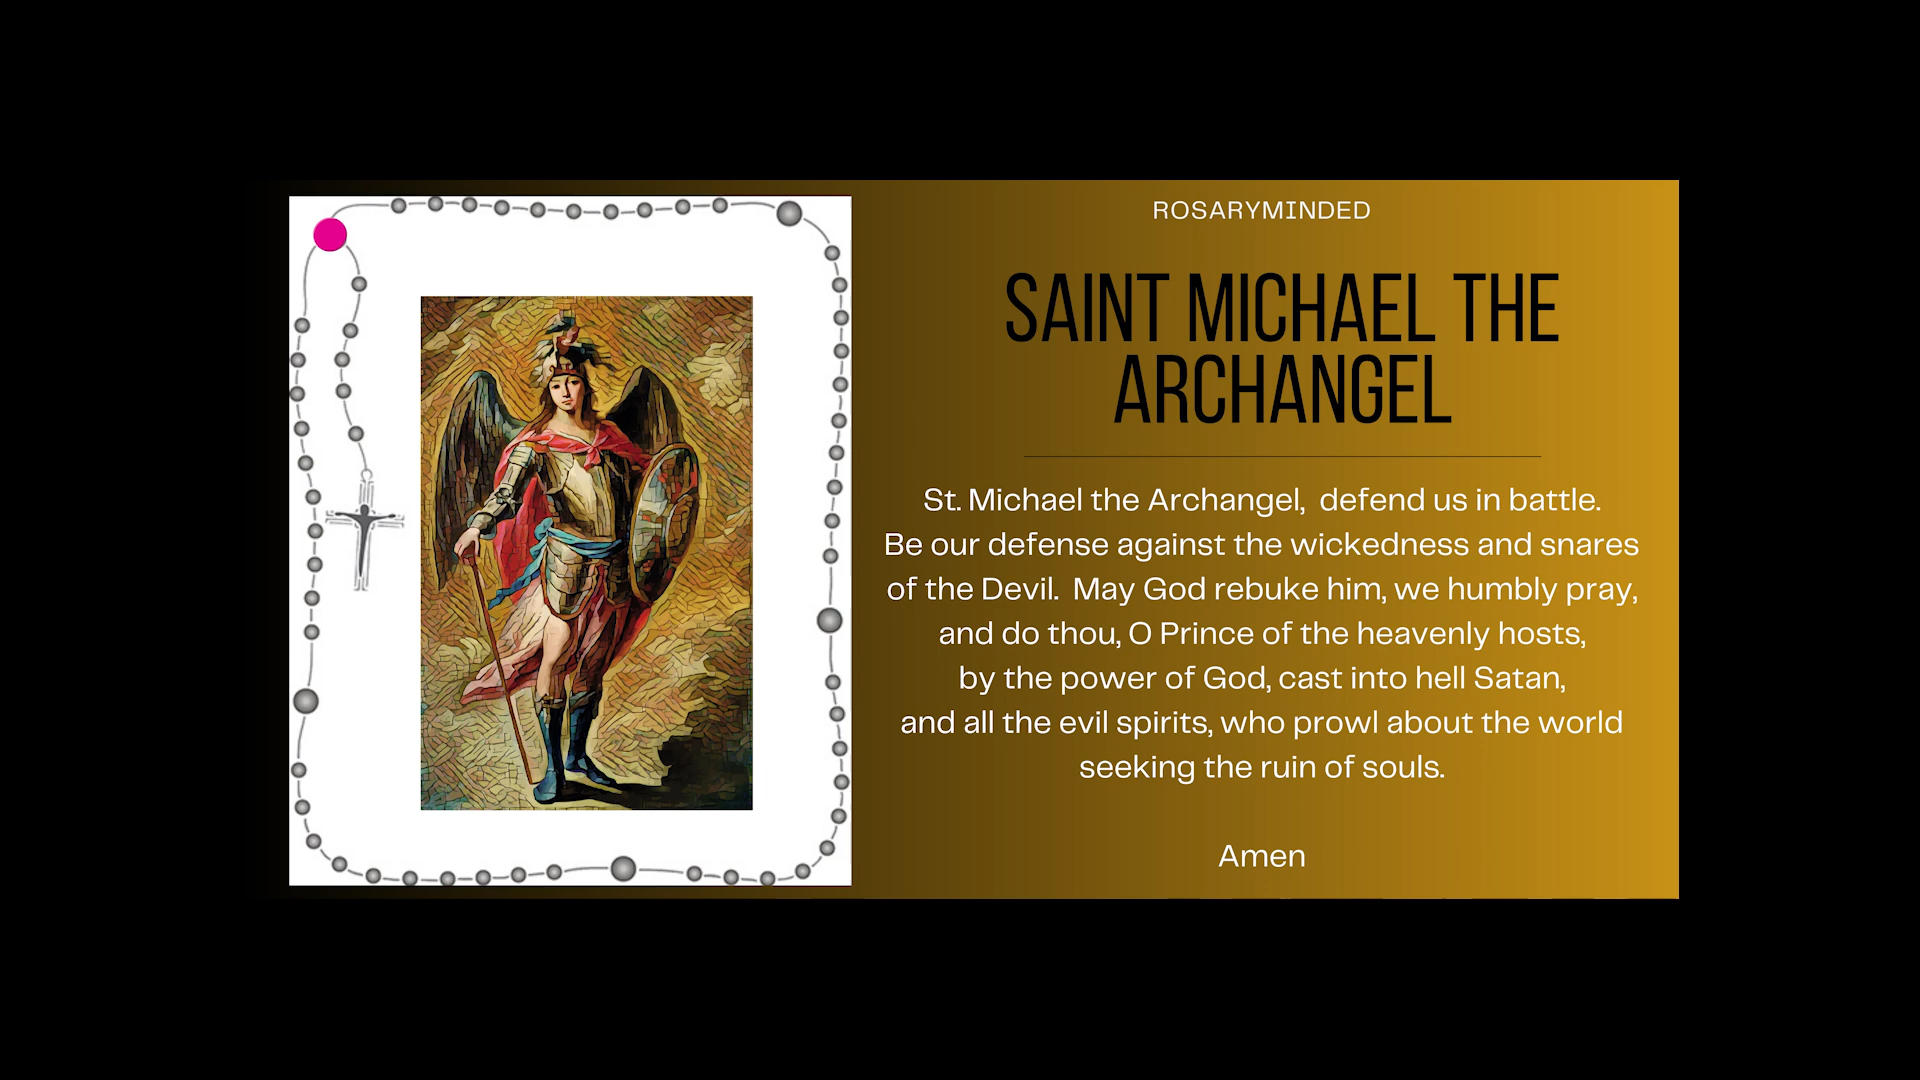 ROSARYMINDED
SAINT MICHAEL THE
ARCHANGEL
St. Michael the Archangel,  defend us in battle.
Be our defense against the wickedness and snares
of the Devil.  May God rebuke him, we humbly pray,
and do thou, O Prince of the heavenly hosts,
by the power of God, cast into hell Satan,
and all the evil spirits, who prowl about the world
seeking the ruin of souls.
Amen